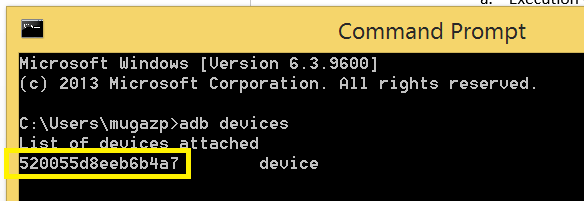 a. Execution
Command Prompt
Microsoft Windows [Version 6.3.9600]
(c) 2013 Microsoft Corporation. All rights reserved.
C:\Users\mugazp>adb devices
List of devices attached
520055d8eeb6b4a7 device